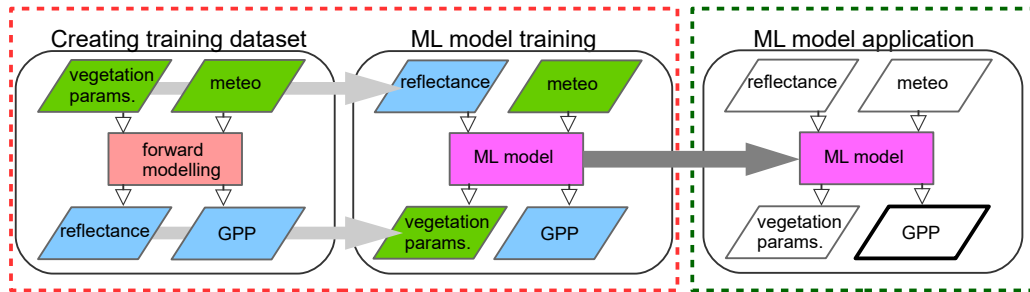 Creating training dataset
vegetation
params.
meteo
forward
modelling
reflectance
GPP
ML model training
reflectance
meteo
ML model
vegetation
params.
GPP
ML model application
reflectance
meteo
ML model
vegetation
params.
GPP